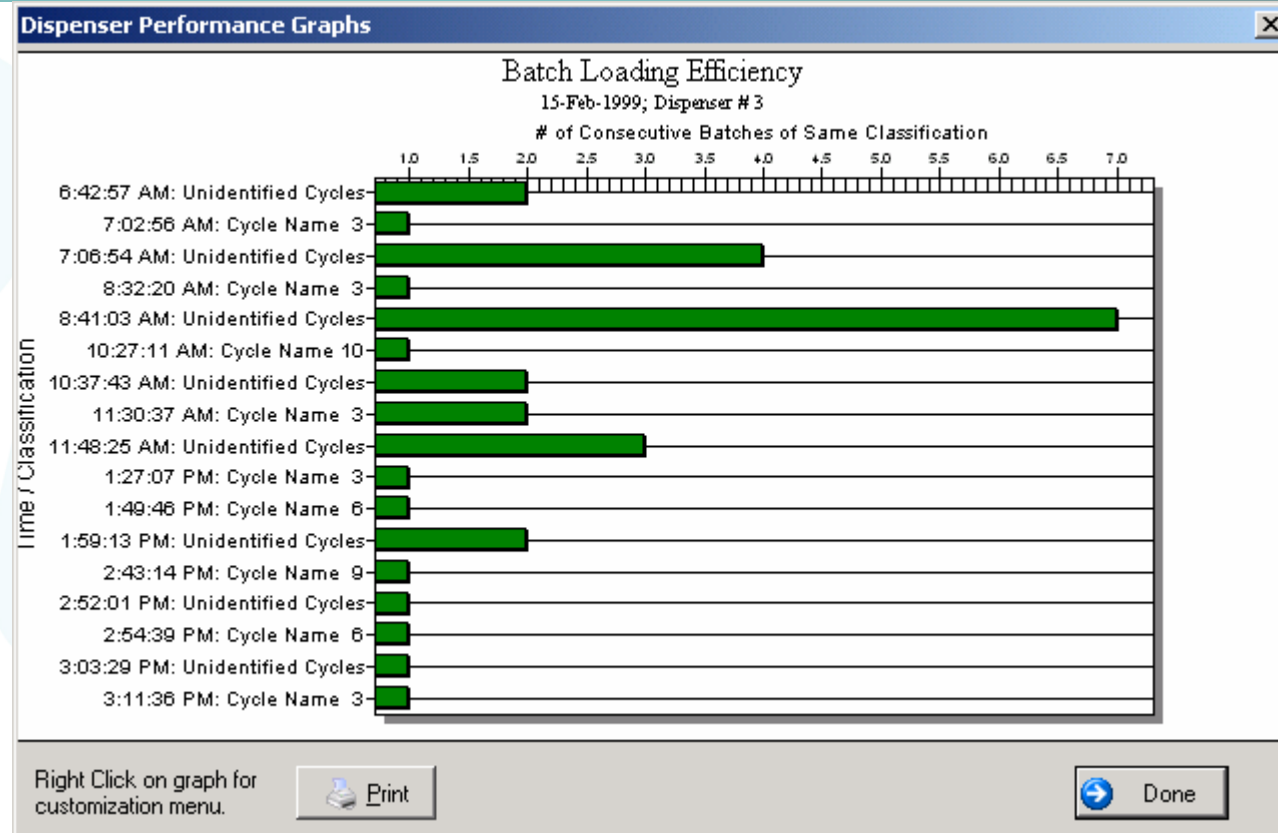 Dispenser Performance Graphs
Batch Loading Efficiency
15-Feb-1999; Dispenser # 3
# of Consecutive Batches of Same Classification
1.0 1.5 2.0 2.5 3.0 3.5 4.0 4.5 5.0 5.5 6.0 6.5 7.0
Time / Classification
6:42:57 AM: Unidentified Cycles
7:02:56 AM: Cycle Name 3
7:06:54 AM: Unidentified Cycles
8:32:20 AM: Cycle Name 3
8:41:03 AM: Unidentified Cycles
10:27:11 AM: Cycle Name 10
10:37:43 AM: Unidentified Cycles
11:30:37 AM: Cycle Name 3
11:48:25 AM: Unidentified Cycles
1:27:07 PM: Cycle Name 3
1:49:46 PM: Cycle Name 6
1:59:13 PM: Unidentified Cycles
2:43:14 PM: Cycle Name 9
2:52:01 PM: Unidentified Cycles
2:54:39 PM: Cycle Name 6
3:03:29 PM: Unidentified Cycles
3:11:36 PM: Cycle Name 3
Right Click on graph for
customization menu.
Print
Done